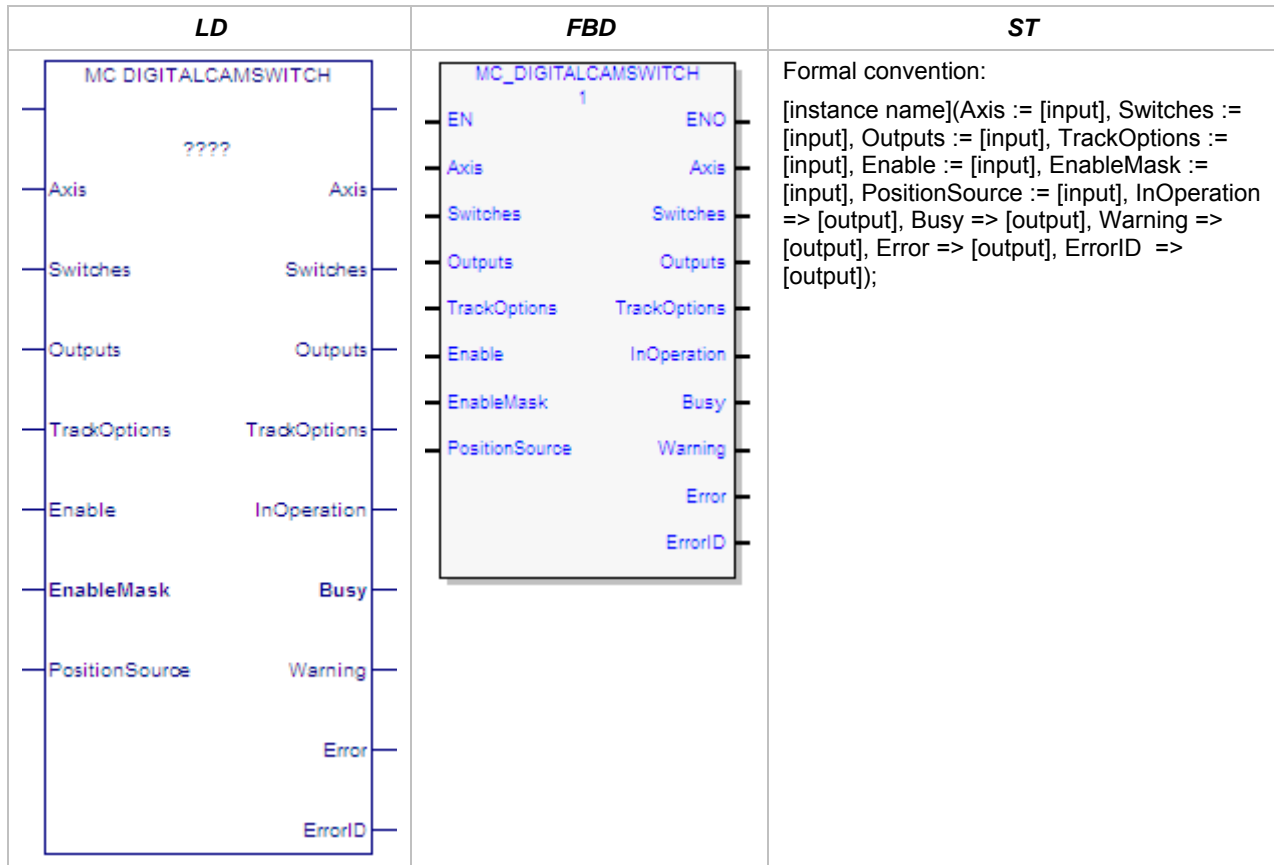 LD
FBD
ST
MC DIGITALCAMSWITCH
????
Axis Axis
Switches Switches
Outputs Outputs
TrackOptions TrackOptions
Enable InOperation
EnableMask Busy
PositionSource Warning
Error
ErrorID
MC_DIGITALCAMSWITCH
1
EN ENO
Axis Axis
Switches Switches
Outputs Outputs
TrackOptions TrackOptions
Enable InOperation
EnableMask Busy
PositionSource Warning
Error
ErrorID
Formal convention:
[instance name](Axis := [input], Switches :=
[input], Outputs := [input], TrackOptions :=
[input], Enable := [input], EnableMask :=
[input], PositionSource := [input], InOperation
=> [output], Busy => [output], Warning =>
[output], Error => [output], ErrorID =>
[output]);